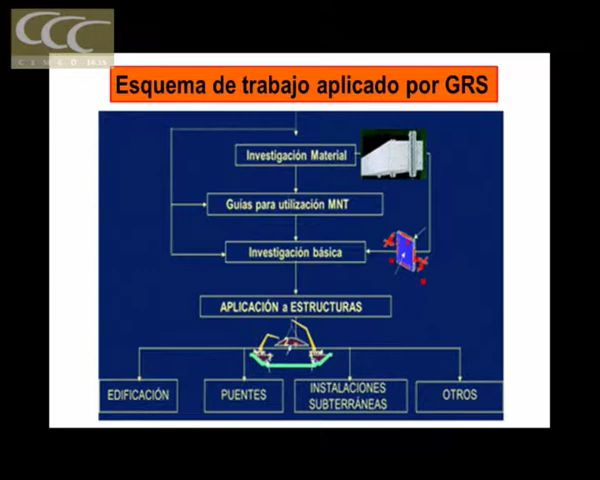 CCC
Esquema de trabajo aplicado por GRS
Investigación Material
Guías para utilización MNT
Investigación básica
APLICACIÓN a ESTRUCTURAS
EDIFICACIÓN
PUENTES
INSTALACIONES
SUBTERRÁNEAS
OTROS